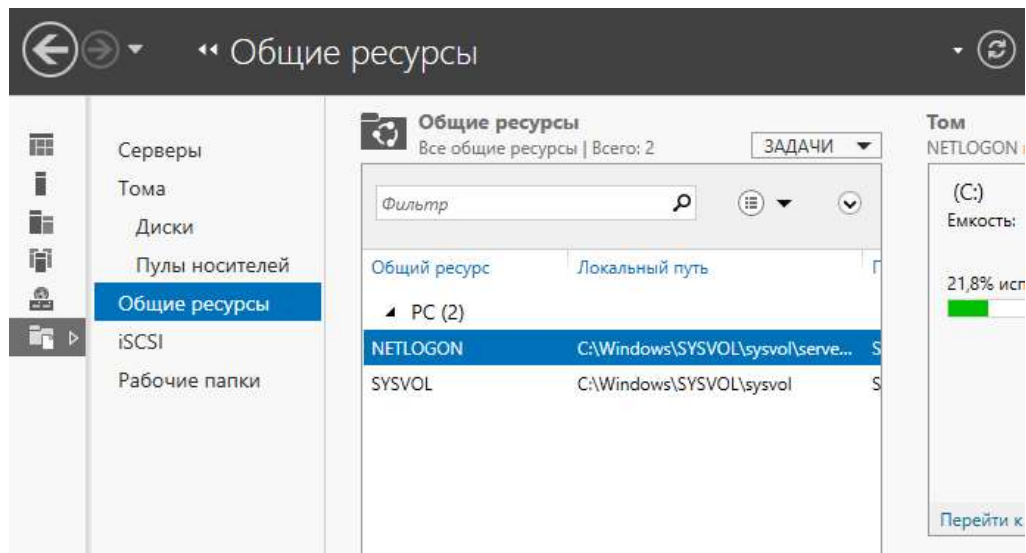 Общие ресурсы
Серверы
Тома
Диски
Пулы носителей
Общие ресурсы
iSCSI
Рабочие папки
Общие ресурсы
Все общие ресурсы | Всего: 2
ЗАДАЧИ
Фильтр
Общий ресурс Локальный путь
PC (2)
NETLOGON C:\Windows\SYSVOL\sysvol\serve... S
SYSVOL C:\Windows\SYSVOL\sysvol S
Том
NETLOGON
(C:)
Емкость:
21,8% исп
Перейти к